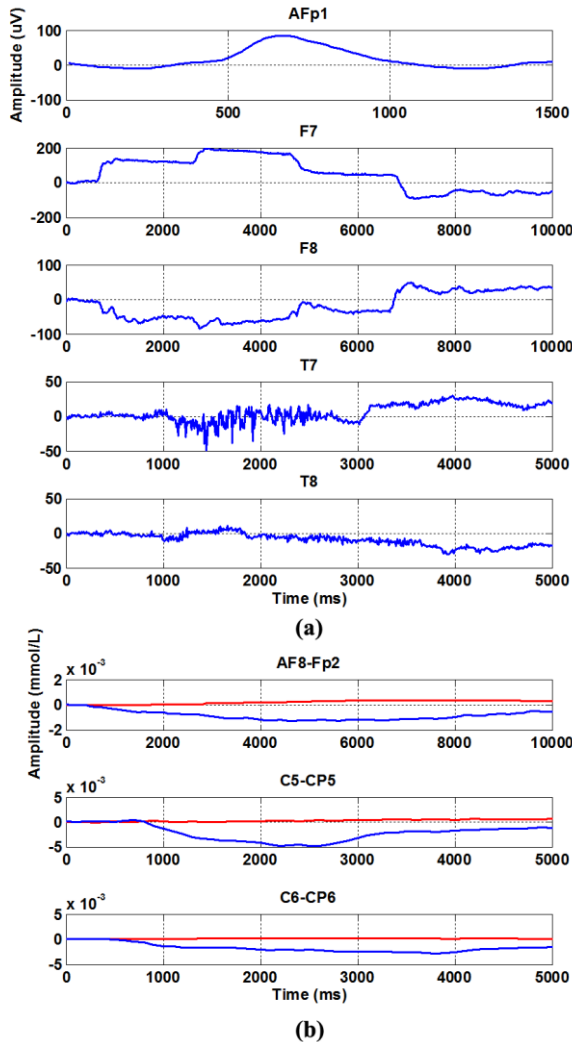 AFp1
Amplitude (uV)
100
0
-100
0 500 1000 1500
F7
200
0
-200
0 2000 4000 6000 8000 10000
F8
100
0
-100
0 2000 4000 6000 8000 10000
T7
50
0
-50
0 1000 2000 3000 4000 5000
T8
50
0
-50
0 1000 2000 3000 4000 5000
Time (ms)
(a)
Amplitude (mmol/L)
x 10⁻³
AF8-Fp2
2
0
-2
0 2000 4000 6000 8000 10000
x 10⁻³
C5-CP5
5
0
-5
0 1000 2000 3000 4000 5000
x 10⁻³
C6-CP6
5
0
-5
0 1000 2000 3000 4000 5000
Time (ms)
(b)